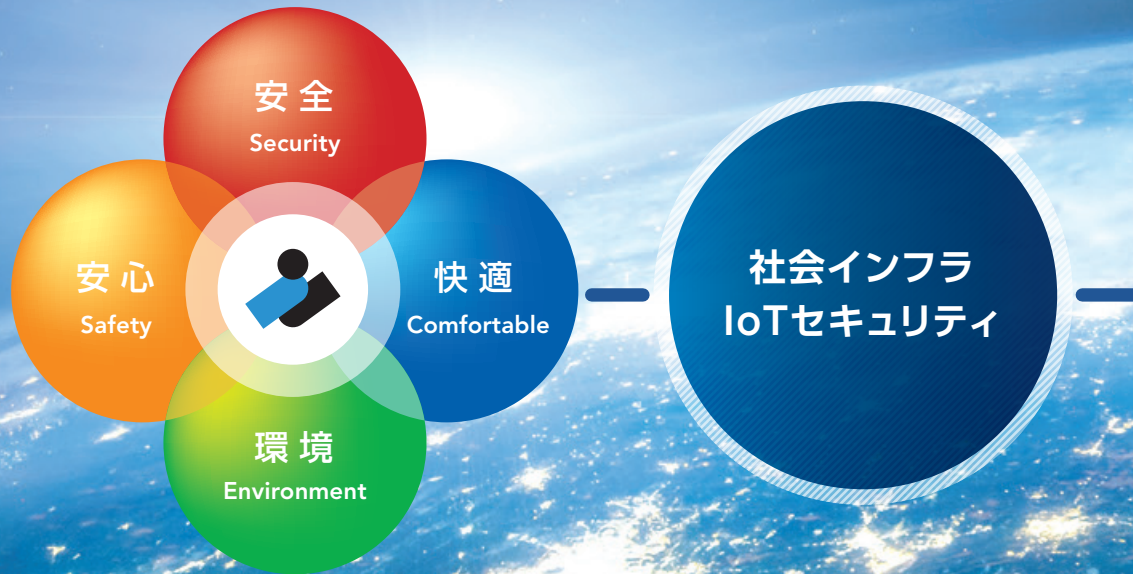 安全
Security
安心
Safety
快適
Comfortable
環境
Environment
社会インフラ
IoTセキュリティ